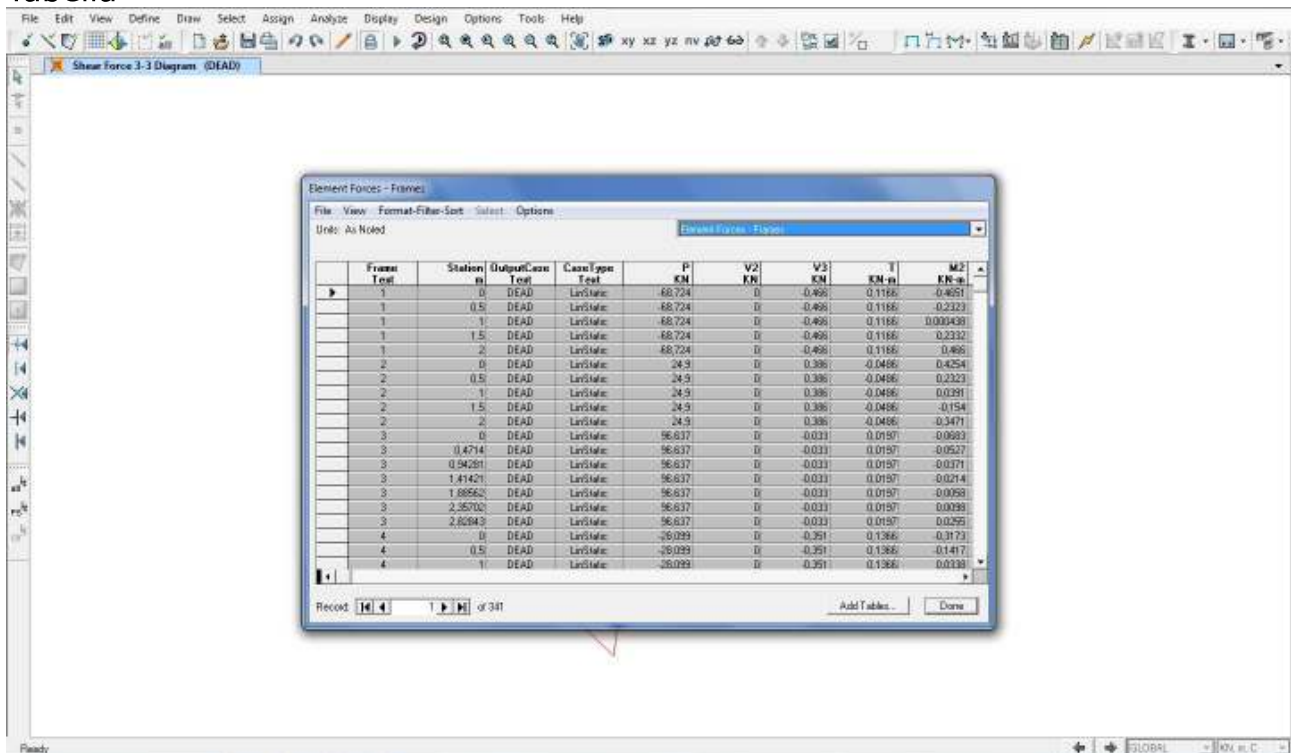 Tabella
File Edit View Define Draw Select Assign Analyze Display Design Options Tools Help
xy xz yz nv
Shear Force 3-3 Diagram (DEAD)
Element Forces - Frames
File View Format-Filter-Sort Select Options
Units: As Noted Element Forces - Frames
Frame Station OutputCase CaseType P V2 V3 T M2
Text m Text Text KN KN KN KN-m KN-m
1 0 DEAD LinStatic -68,724 0 -0,466 0,1166 -0,4651
1 0,5 DEAD LinStatic -68,724 0 -0,466 0,1166 -0,2323
1 1 DEAD LinStatic -68,724 0 -0,466 0,1166 0,000438
1 1,5 DEAD LinStatic -68,724 0 -0,466 0,1166 0,2332
1 2 DEAD LinStatic -68,724 0 -0,466 0,1166 0,466
2 0 DEAD LinStatic 24,9 0 0,386 -0,0486 0,4254
2 0,5 DEAD LinStatic 24,9 0 0,386 -0,0486 0,2323
2 1 DEAD LinStatic 24,9 0 0,386 -0,0486 0,0391
2 1,5 DEAD LinStatic 24,9 0 0,386 -0,0486 -0,154
2 2 DEAD LinStatic 24,9 0 0,386 -0,0486 -0,3471
3 0 DEAD LinStatic 96,637 0 -0,033 0,0197 -0,0683
3 0,4714 DEAD LinStatic 96,637 0 -0,033 0,0197 -0,0527
3 0,94281 DEAD LinStatic 96,637 0 -0,033 0,0197 -0,0371
3 1,41421 DEAD LinStatic 96,637 0 -0,033 0,0197 -0,0214
3 1,88562 DEAD LinStatic 96,637 0 -0,033 0,0197 -0,0058
3 2,35702 DEAD LinStatic 96,637 0 -0,033 0,0197 0,0098
3 2,82843 DEAD LinStatic 96,637 0 -0,033 0,0197 0,0255
4 0 DEAD LinStatic -28,099 0 -0,351 0,1366 -0,3173
4 0,5 DEAD LinStatic -28,099 0 -0,351 0,1366 -0,1417
4 1 DEAD LinStatic -28,099 0 -0,351 0,1366 0,0338
Record: 1 of 341 Add Tables... Done
Ready GLOBAL KN, m, C